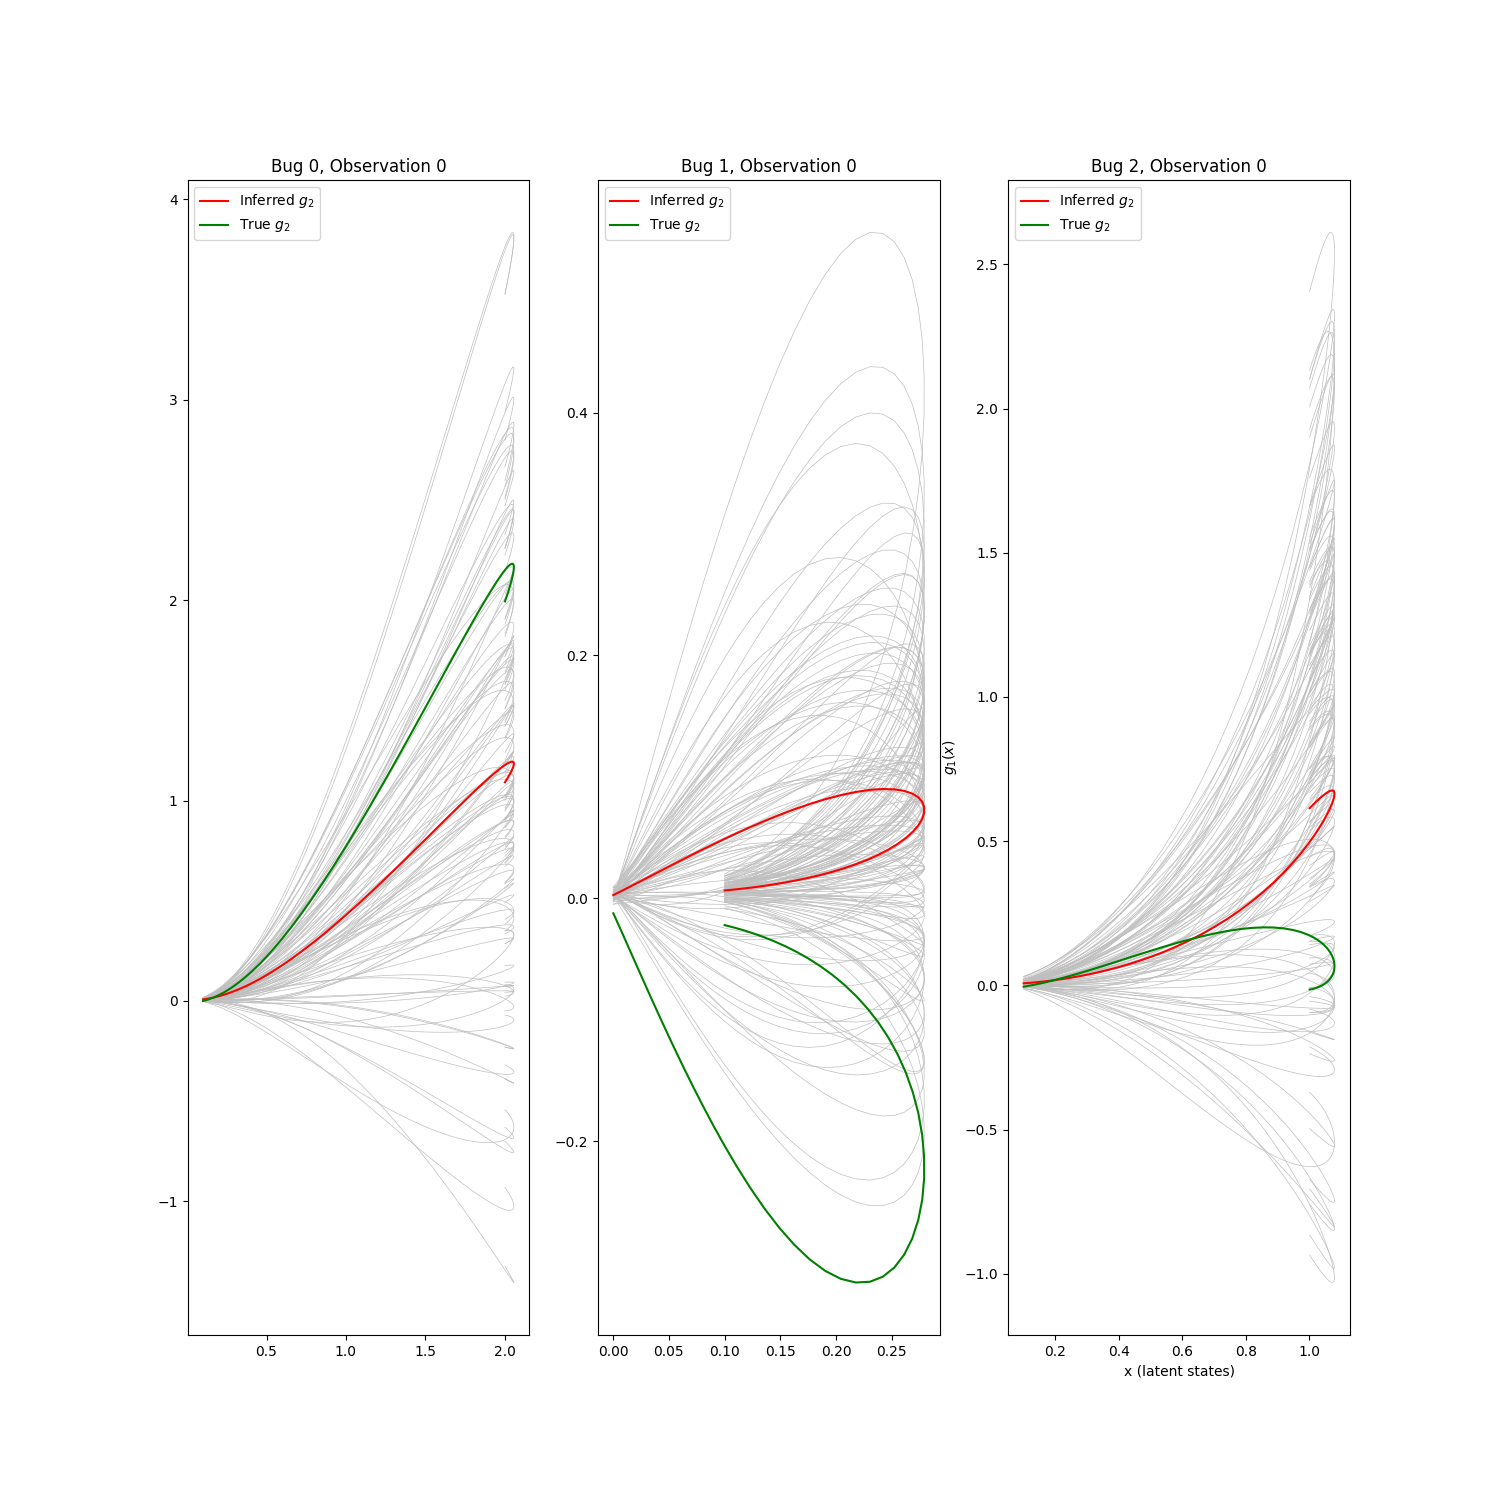 Bug 0, Observation 0
Inferred g₂
True g₂
4
3
2
1
0
−1
0.5 1.0 1.5 2.0
Bug 1, Observation 0
Inferred g₂
True g₂
0.4
0.2
0.0
−0.2
0.00 0.05 0.10 0.15 0.20 0.25
Bug 2, Observation 0
Inferred g₂
True g₂
g₁(x)
2.5
2.0
1.5
1.0
0.5
0.0
−0.5
−1.0
0.2 0.4 0.6 0.8 1.0
x (latent states)